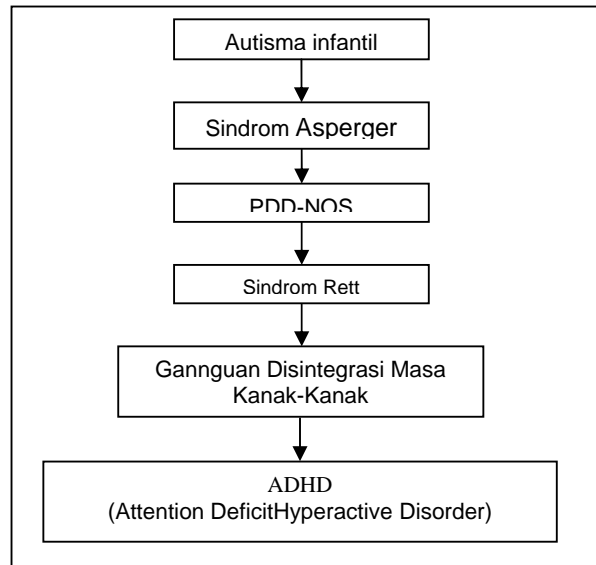 Autisma infantil
Sindrom Asperger
PDD-NOS
Sindrom Rett
Gannguan Disintegrasi Masa
Kanak-Kanak
ADHD
(Attention DeficitHyperactive Disorder)